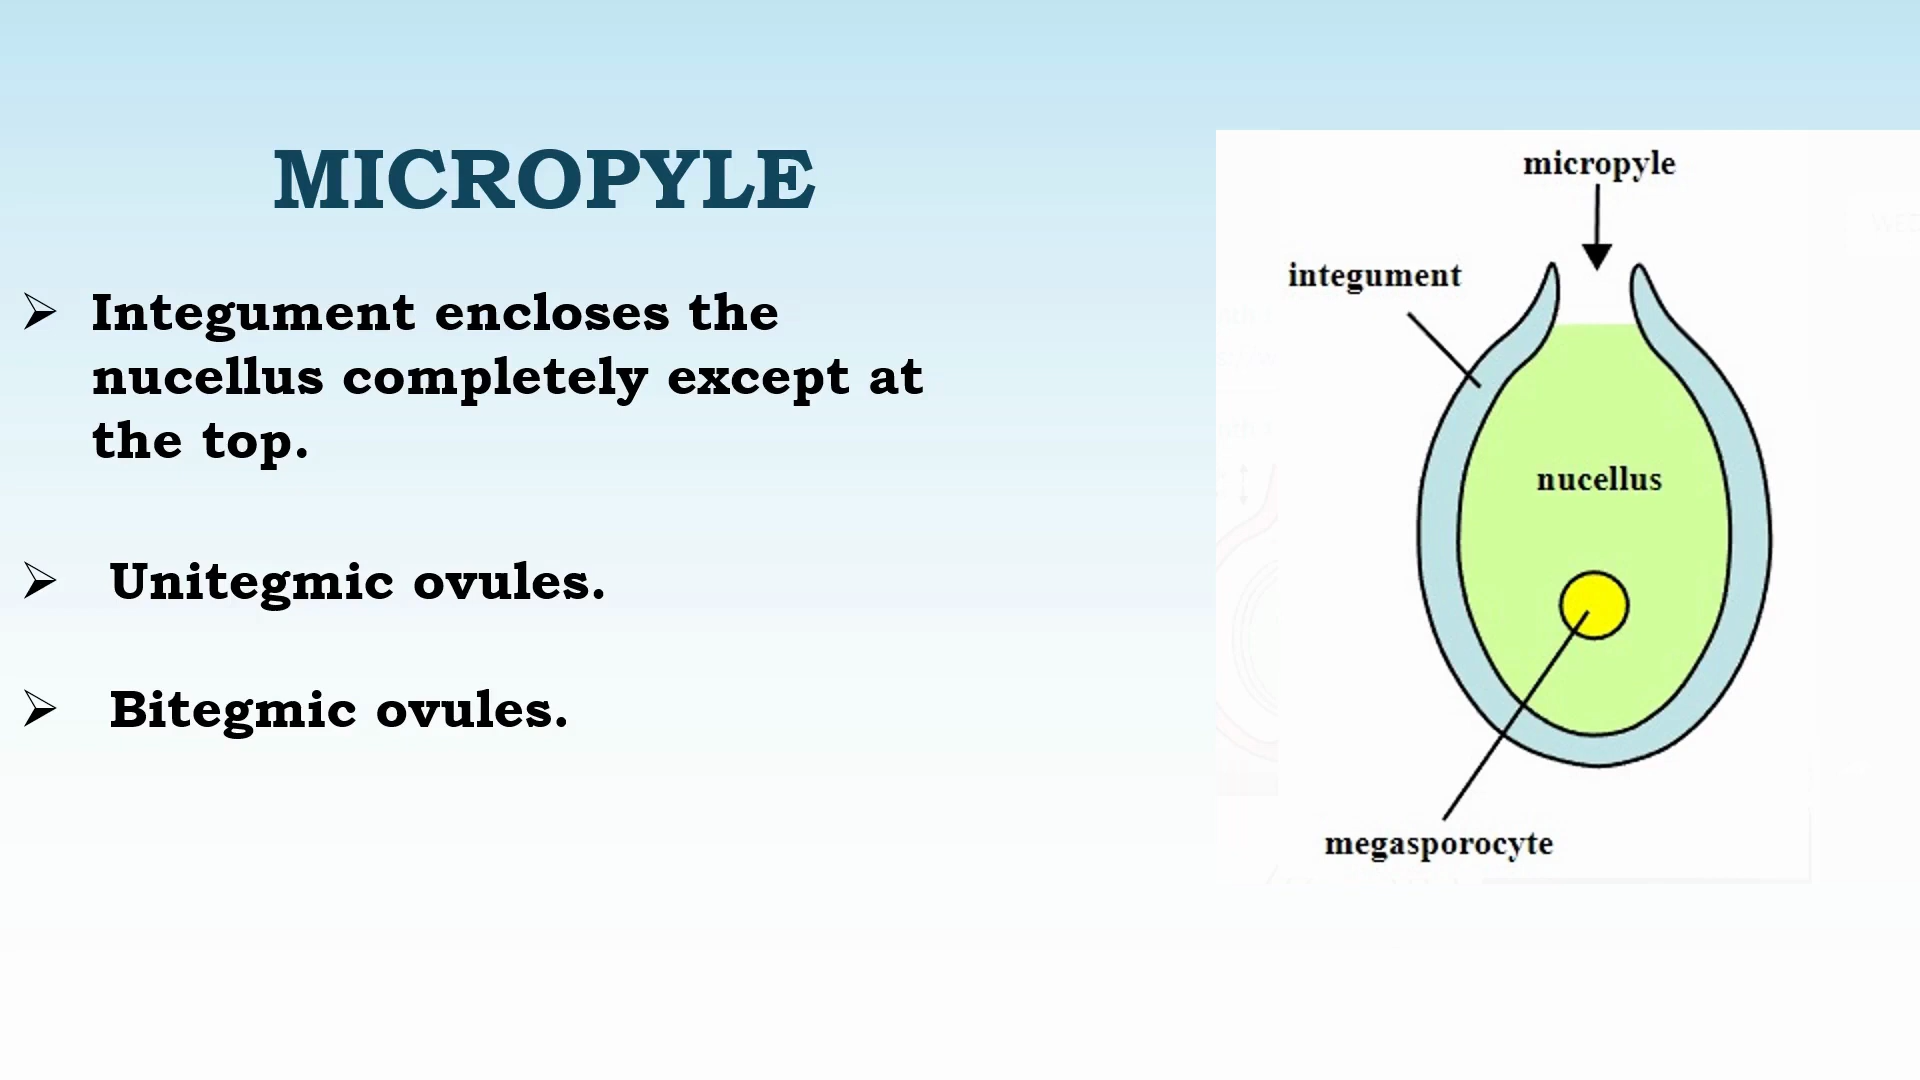 MICROPYLE
➢ Integument encloses the
nucellus completely except at
the top.
➢ Unitegmic ovules.
➢ Bitegmic ovules.
micropyle
integument
nucellus
megasporocyte